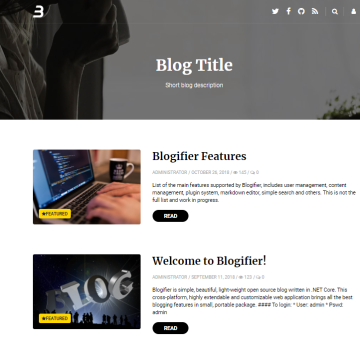 Blog Title
Short blog description
Blogifier Features
ADMINISTRATOR / OCTOBER 26, 2018 / 145 / 0
List of the main features supported by Blogifier, includes user management, content
management, plugin system, markdown editor, simple search and others. This is not the
full list and work in progress.
FEATURED
READ
Welcome to Blogifier!
ADMINISTRATOR / SEPTEMBER 11, 2018 / 123 / 0
Blogifier is simple, beautiful, light-weight open source blog written in .NET Core. This
cross-platform, highly extendable and customizable web application brings all the best
blogging features in small, portable package. #### To login: * User: admin * Pswd:
admin
BLOG
FEATURED
READ